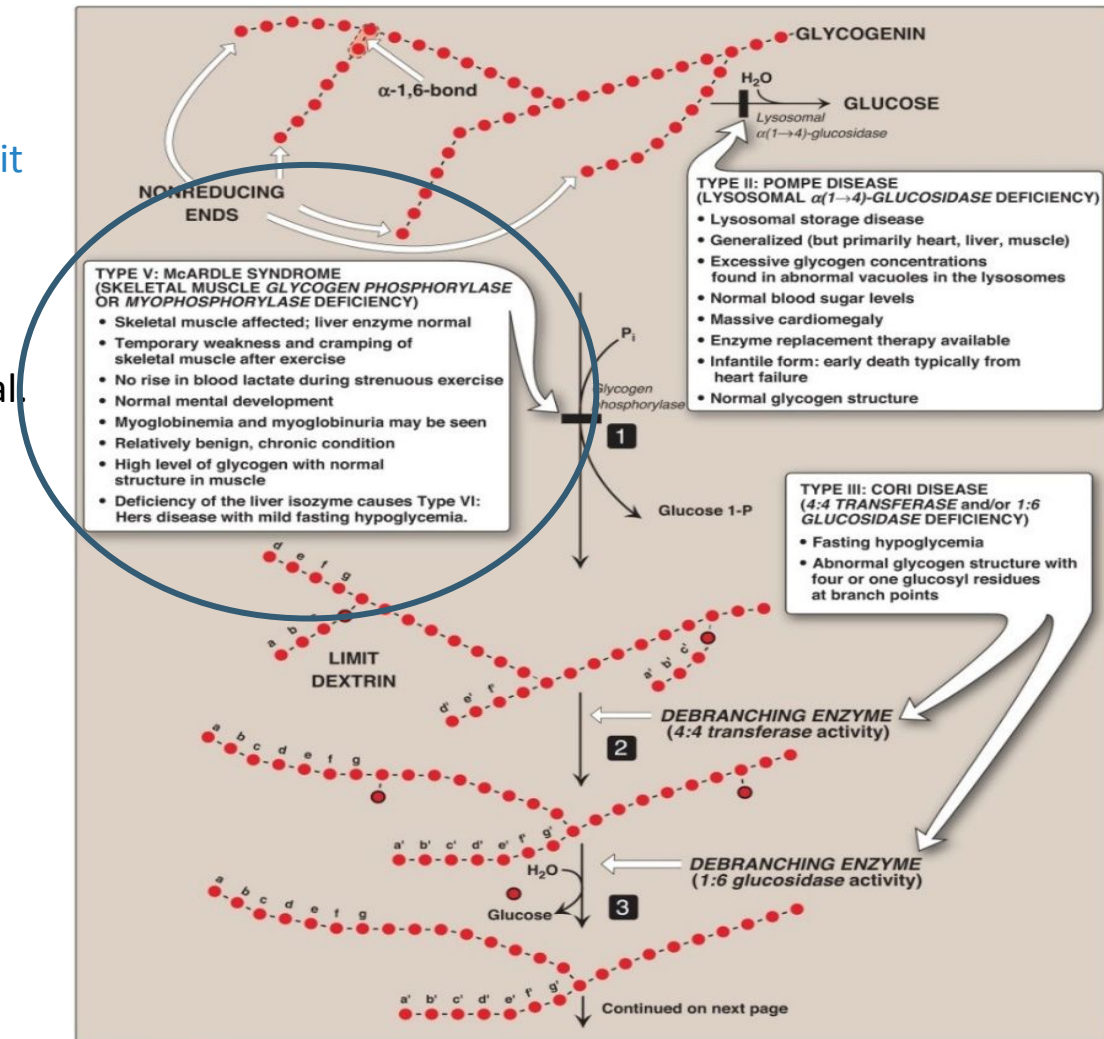 it
al.
GLYCOGENIN
α-1,6-bond
H₂O
GLUCOSE
Lysosomal
α(1→4)-glucosidase
NONREDUCING
ENDS
TYPE II: POMPE DISEASE
(LYSOSOMAL α(1→4)-GLUCOSIDASE DEFICIENCY)
• Lysosomal storage disease
• Generalized (but primarily heart, liver, muscle)
• Excessive glycogen concentrations
found in abnormal vacuoles in the lysosomes
• Normal blood sugar levels
• Massive cardiomegaly
• Enzyme replacement therapy available
• Infantile form: early death typically from
heart failure
• Normal glycogen structure
TYPE V: McARDLE SYNDROME
(SKELETAL MUSCLE GLYCOGEN PHOSPHORYLASE
OR MYOPHOSPHORYLASE DEFICIENCY)
• Skeletal muscle affected; liver enzyme normal
• Temporary weakness and cramping of
skeletal muscle after exercise
• No rise in blood lactate during strenuous exercise
• Normal mental development
• Myoglobinemia and myoglobinuria may be seen
• Relatively benign, chronic condition
• High level of glycogen with normal
structure in muscle
• Deficiency of the liver isozyme causes Type VI:
Hers disease with mild fasting hypoglycemia.
Pi
Glycogen
phosphorylase
1
Glucose 1-P
TYPE III: CORI DISEASE
(4:4 TRANSFERASE and/or 1:6
GLUCOSIDASE DEFICIENCY)
• Fasting hypoglycemia
• Abnormal glycogen structure with
four or one glucosyl residues
at branch points
d e f g
a b
LIMIT
DEXTRIN
d' e' f'
a' b' c'
DEBRANCHING ENZYME
(4:4 transferase activity)
2
a b c d e f g
a' b' c' d' e' f' g'
H₂O
DEBRANCHING ENZYME
(1:6 glucosidase activity)
Glucose
3
a b c d e f g
a' b' c' d' e' f' g'
Continued on next page